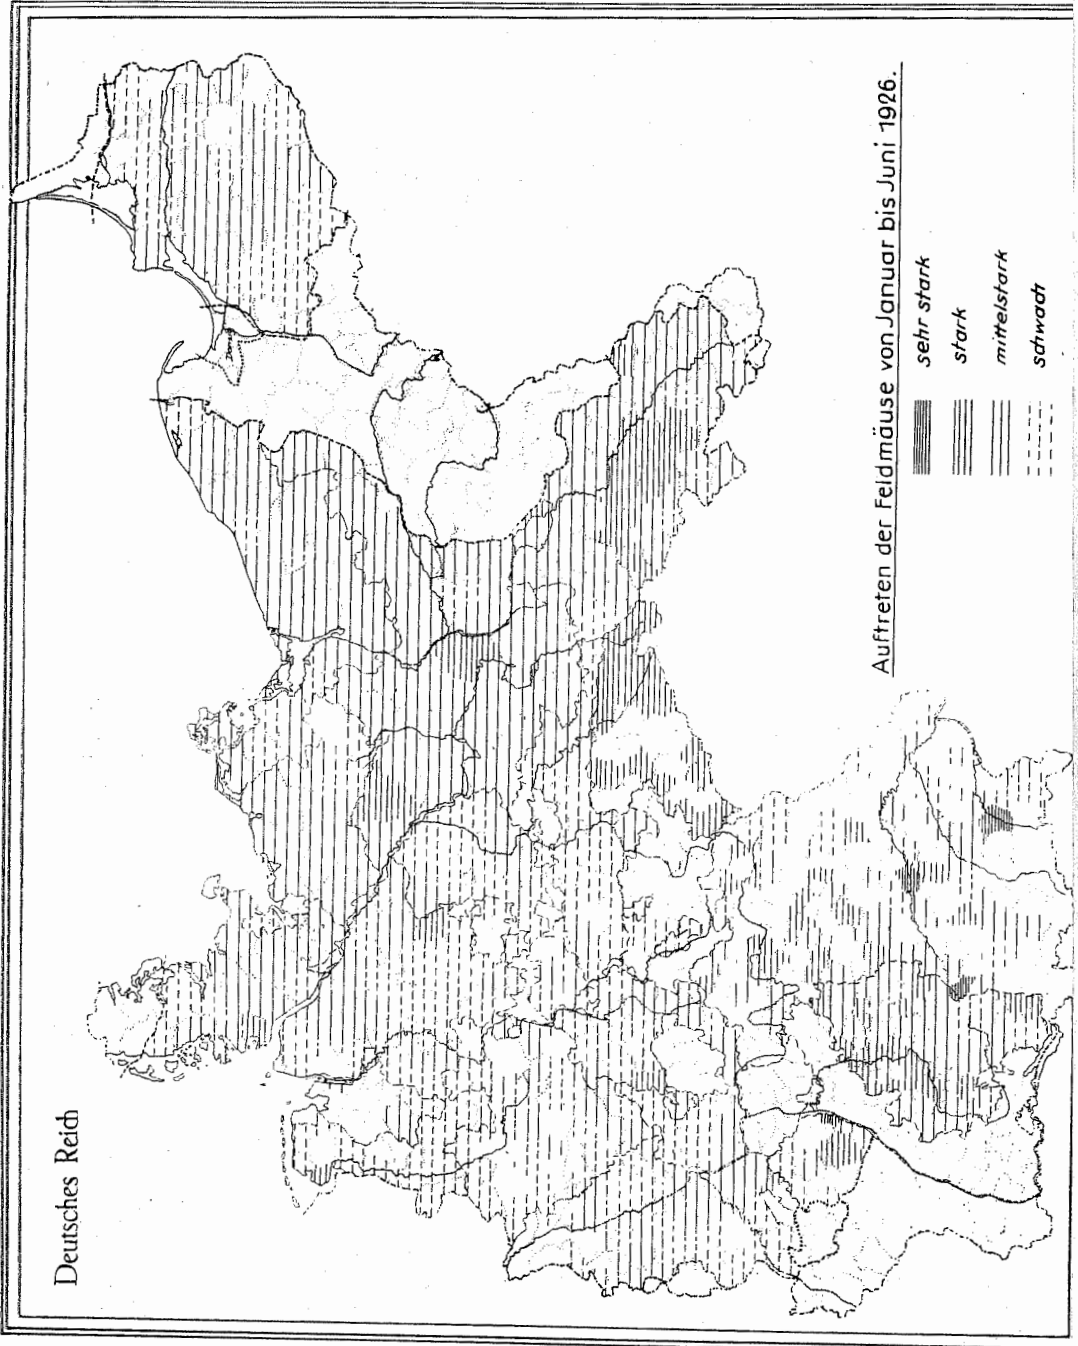 Deutsches Reich
Auftreten der Feldmäuse von Januar bis Juni 1926.
sehr stark
stark
mittelstark
schwach